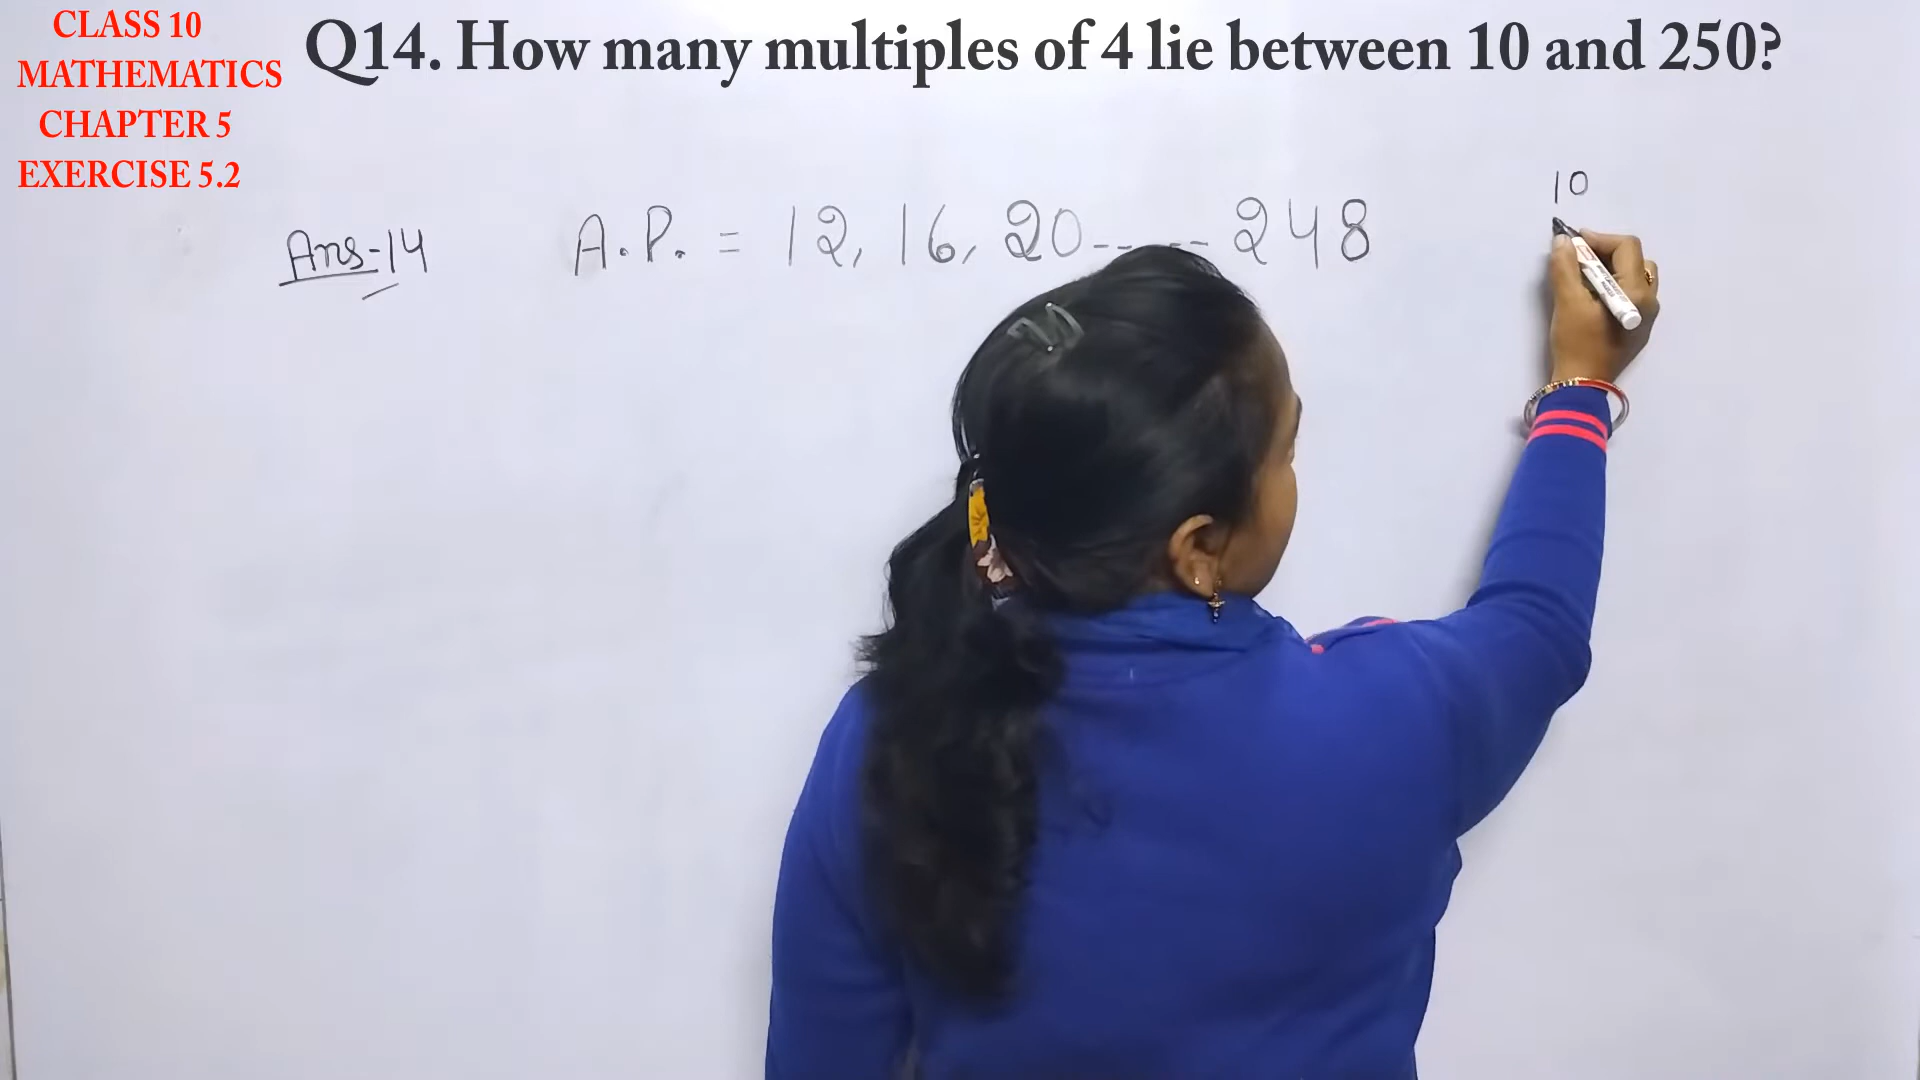 CLASS 10
MATHEMATICS
CHAPTER 5
EXERCISE 5.2
Q14. How many multiples of 4 lie between 10 and 250?
10
Ans-14 A.P. = 12, 16, 20----- 248